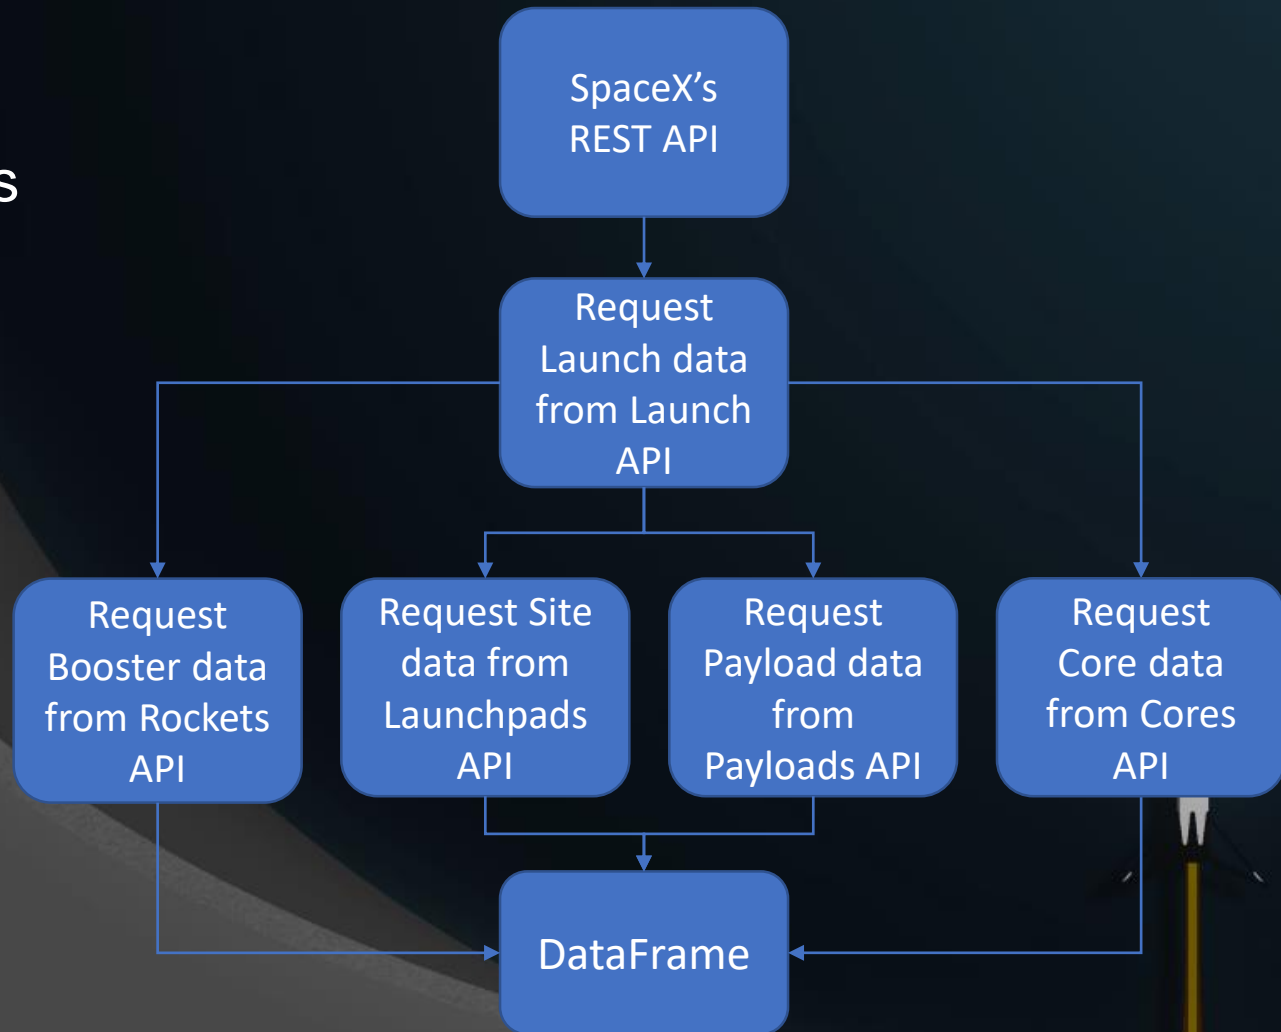 SpaceX’s
REST API
s
Request
Launch data
from Launch
API
Request
Booster data
from Rockets
API
Request Site
data from
Launchpads
API
Request
Payload data
from
Payloads API
Request
Core data
from Cores
API
DataFrame